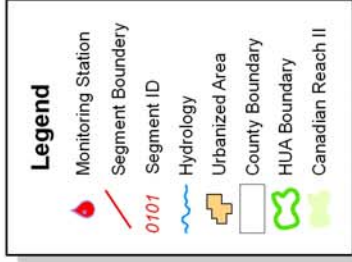 Legend
Monitoring Station
Segment Boundery
0101 Segment ID
Hydrology
Urbanized Area
County Boundary
HUA Boundary
Canadian Reach II